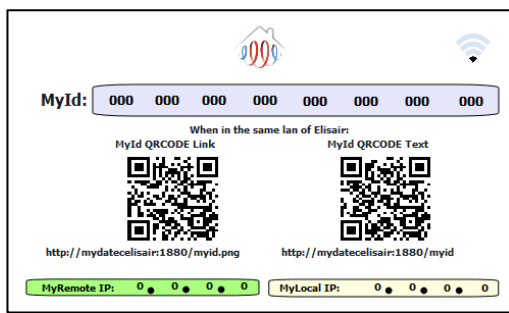 MyId: 000 000 000 000 000 000 000 000
When in the same lan of Elisair:
MyId QRCODE Link
MyId QRCODE Text
http://mydatecelisair:1880/myid.png
http://mydatecelisair:1880/myid
MyRemote IP: 0 . 0 . 0 . 0
MyLocal IP: 0 . 0 . 0 . 0